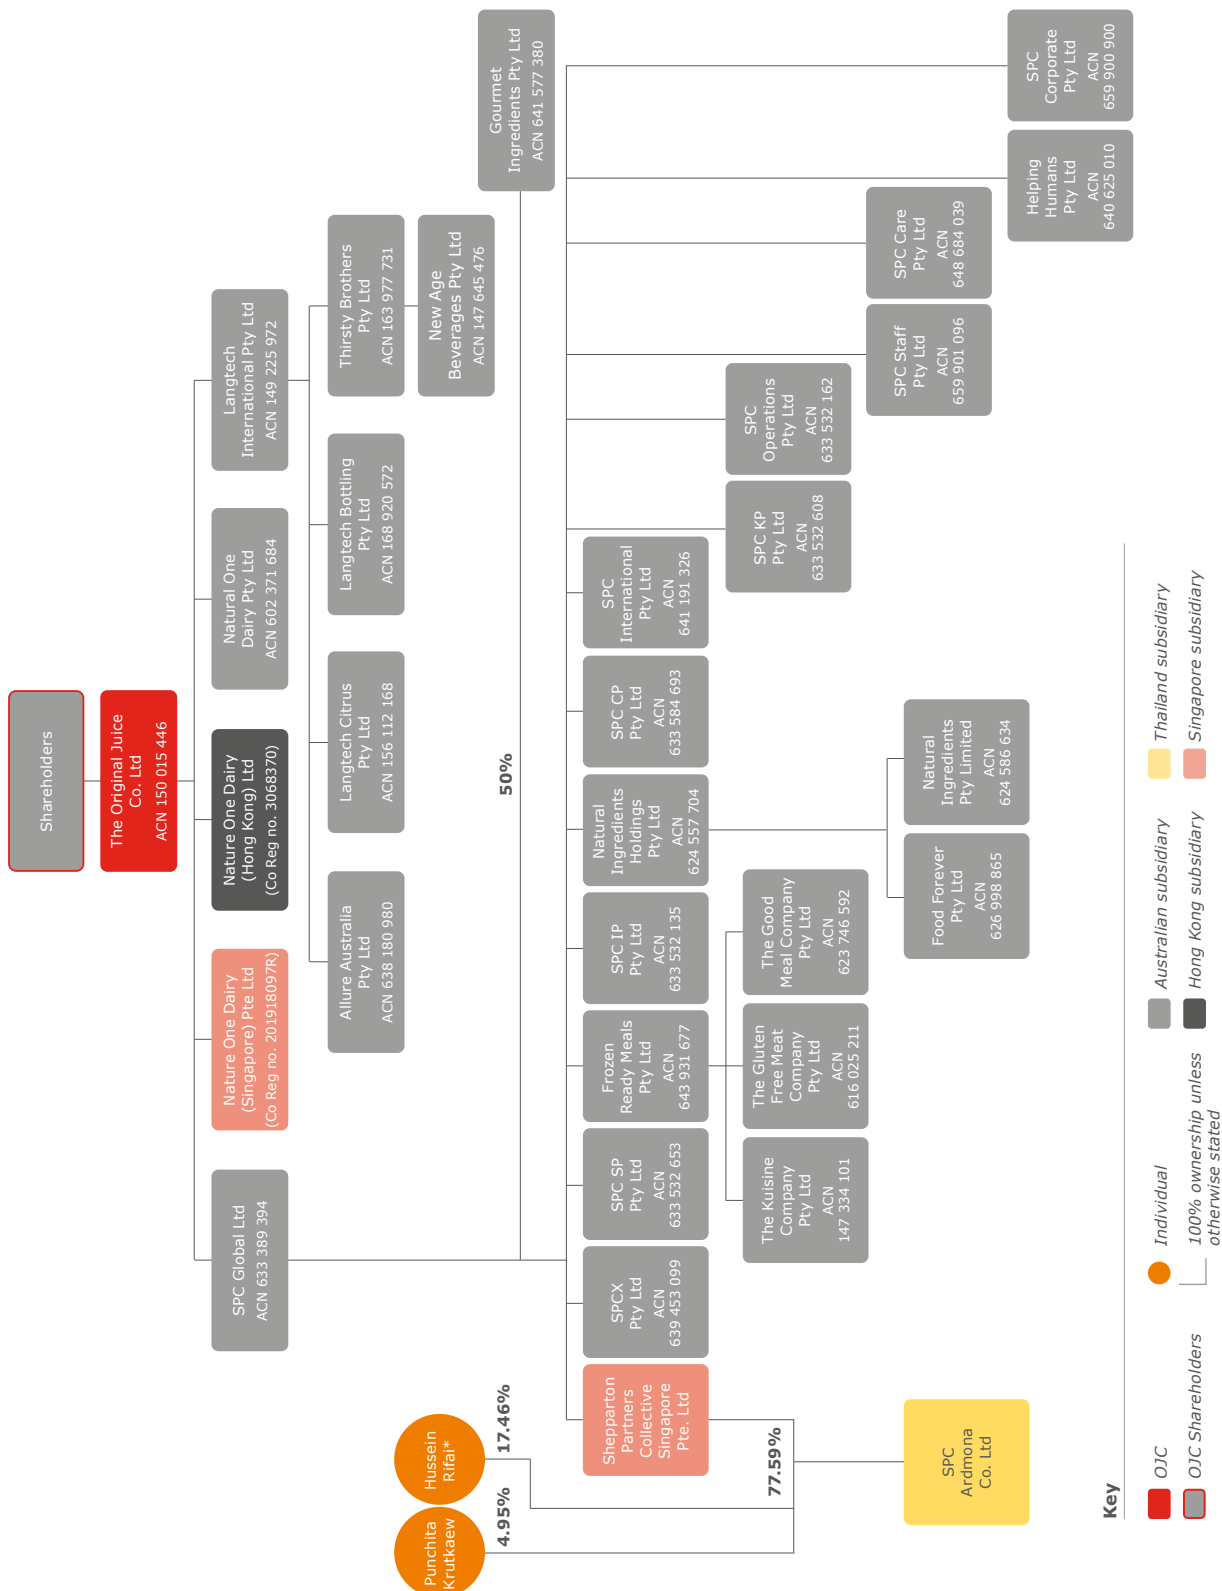 Shareholders
The Original Juice
Co. Ltd
ACN 150 015 446
SPC Global Ltd
ACN 633 389 394
Nature One Dairy
(Singapore) Pte Ltd
(Co Reg no. 201918097R)
Nature One Dairy
(Hong Kong) Ltd
(Co Reg no. 3068370)
Natural One
Dairy Pty Ltd
ACN 602 371 684
Langtech
International Pty Ltd
ACN 149 225 972
Allure Australia
Pty Ltd
ACN 638 180 980
Langtech Citrus
Pty Ltd
ACN 156 112 168
Langtech Bottling
Pty Ltd
ACN 168 920 572
Thirsty Brothers
Pty Ltd
ACN 163 977 731
New Age
Beverages Pty Ltd
ACN 147 645 476
Punchita
Krutkaew
Hussein
Rifai*
4.95%
17.46%
50%
Gourmet
Ingredients Pty Ltd
ACN 641 577 380
Shepparton
Partners
Collective
Singapore
Pte. Ltd
SPCX
Pty Ltd
ACN
639 453 099
SPC SP
Pty Ltd
ACN
633 532 653
Frozen
Ready Meals
Pty Ltd
ACN
643 931 677
SPC IP
Pty Ltd
ACN
633 532 135
Natural
Ingredients
Holdings
Pty Ltd
ACN
624 557 704
SPC CP
Pty Ltd
ACN
633 584 693
SPC
International
Pty Ltd
ACN
641 191 326
SPC KP
Pty Ltd
ACN
633 532 608
SPC
Operations
Pty Ltd
ACN
633 532 162
SPC Staff
Pty Ltd
ACN
659 901 096
SPC Care
Pty Ltd
ACN
648 684 039
Helping
Humans
Pty Ltd
ACN
640 625 010
SPC
Corporate
Pty Ltd
ACN
659 900 900
77.59%
The Kuisine
Company
Pty Ltd
ACN
147 334 101
The Gluten
Free Meat
Company
Pty Ltd
ACN
616 025 211
The Good
Meal Company
Pty Ltd
ACN
623 746 592
SPC
Ardmona
Co. Ltd
Food Forever
Pty Ltd
ACN
626 998 865
Natural
Ingredients
Pty Limited
ACN
624 586 634
Key
OJC
Individual
Australian subsidiary
Thailand subsidiary
OJC Shareholders
100% ownership unless
otherwise stated
Hong Kong subsidiary
Singapore subsidiary